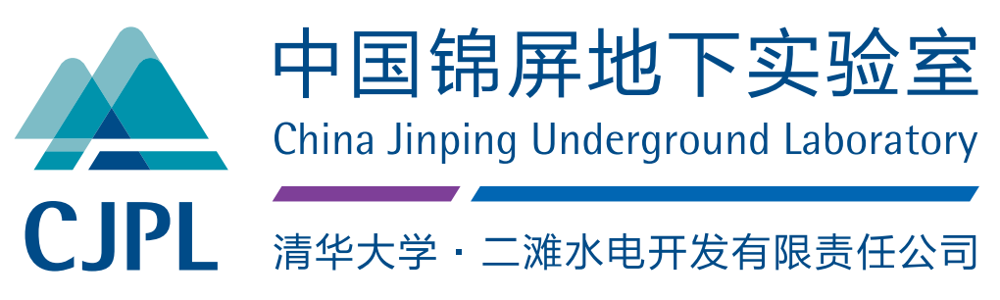 中国锦屏地下实验室
China Jinping Underground Laboratory
CJPL
清华大学·二滩水电开发有限责任公司